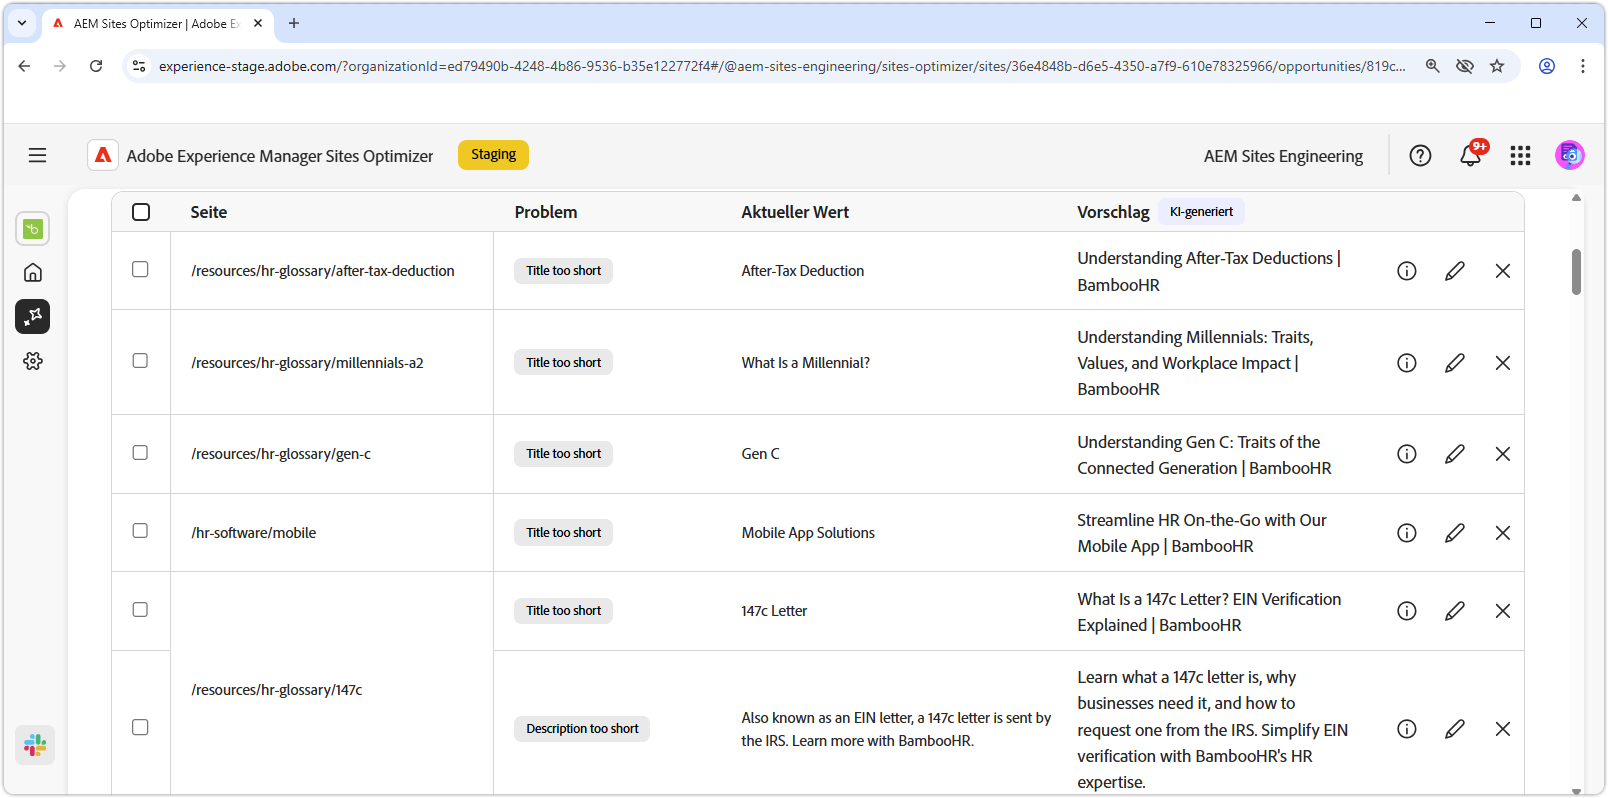 AEM Sites Optimizer | Adobe Ex
experience-stage.adobe.com/?organizationId=ed79490b-4248-4b86-9536-b35e122772f4#/@aem-sites-engineering/sites-optimizer/sites/36e4848b-d6e5-4350-a7f9-610e78325966/opportunities/819c...
Adobe Experience Manager Sites Optimizer
Staging
AEM Sites Engineering
9+
Seite
Problem
Aktueller Wert
Vorschlag
KI-generiert
/resources/hr-glossary/after-tax-deduction
Title too short
After-Tax Deduction
Understanding After-Tax Deductions |
BambooHR
/resources/hr-glossary/millennials-a2
Title too short
What Is a Millennial?
Understanding Millennials: Traits,
Values, and Workplace Impact |
BambooHR
/resources/hr-glossary/gen-c
Title too short
Gen C
Understanding Gen C: Traits of the
Connected Generation | BambooHR
/hr-software/mobile
Title too short
Mobile App Solutions
Streamline HR On-the-Go with Our
Mobile App | BambooHR
/resources/hr-glossary/147c
Title too short
147c Letter
What Is a 147c Letter? EIN Verification
Explained | BambooHR
Description too short
Also known as an EIN letter, a 147c letter is sent by
the IRS. Learn more with BambooHR.
Learn what a 147c letter is, why
businesses need it, and how to
request one from the IRS. Simplify EIN
verification with BambooHR's HR
expertise.